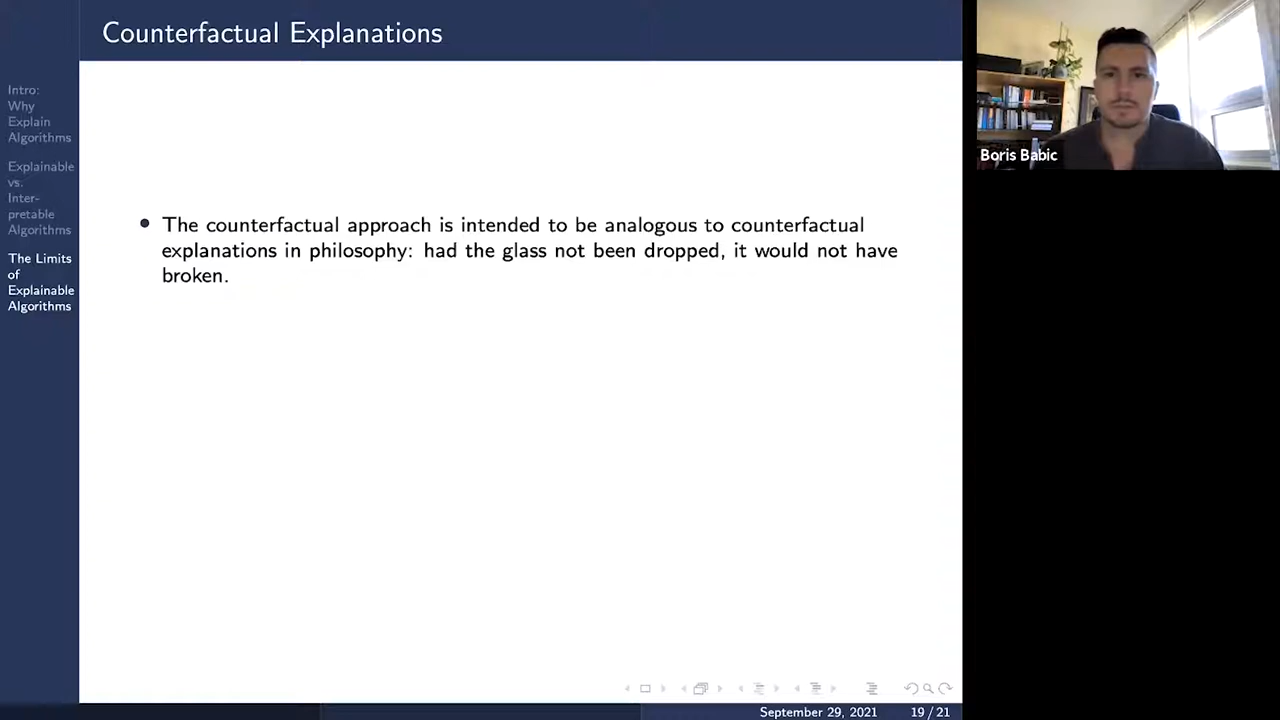 Counterfactual Explanations
Intro:
Why
Explain
Algorithms
Explainable
vs.
Inter-
pretable
Algorithms
The Limits
of
Explainable
Algorithms
• The counterfactual approach is intended to be analogous to counterfactual
explanations in philosophy: had the glass not been dropped, it would not have
broken.
Boris Babic
September 29, 2021 19 / 21